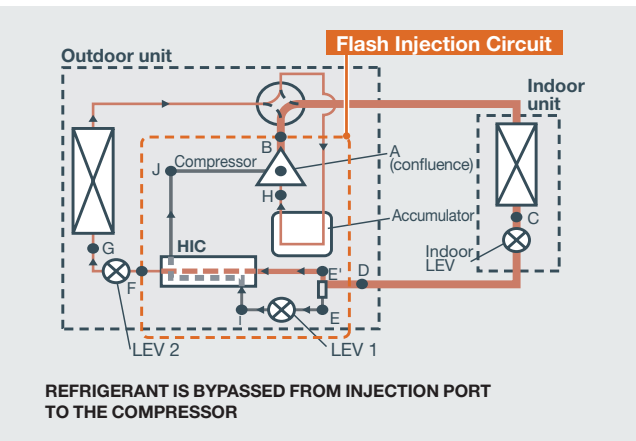 Flash Injection Circuit
Outdoor unit
Indoor
unit
B
A
(confluence)
J
Compressor
H
Accumulator
C
G
HIC
Indoor
LEV
E'
D
F
I
E
LEV 2
LEV 1
REFRIGERANT IS BYPASSED FROM INJECTION PORT
TO THE COMPRESSOR